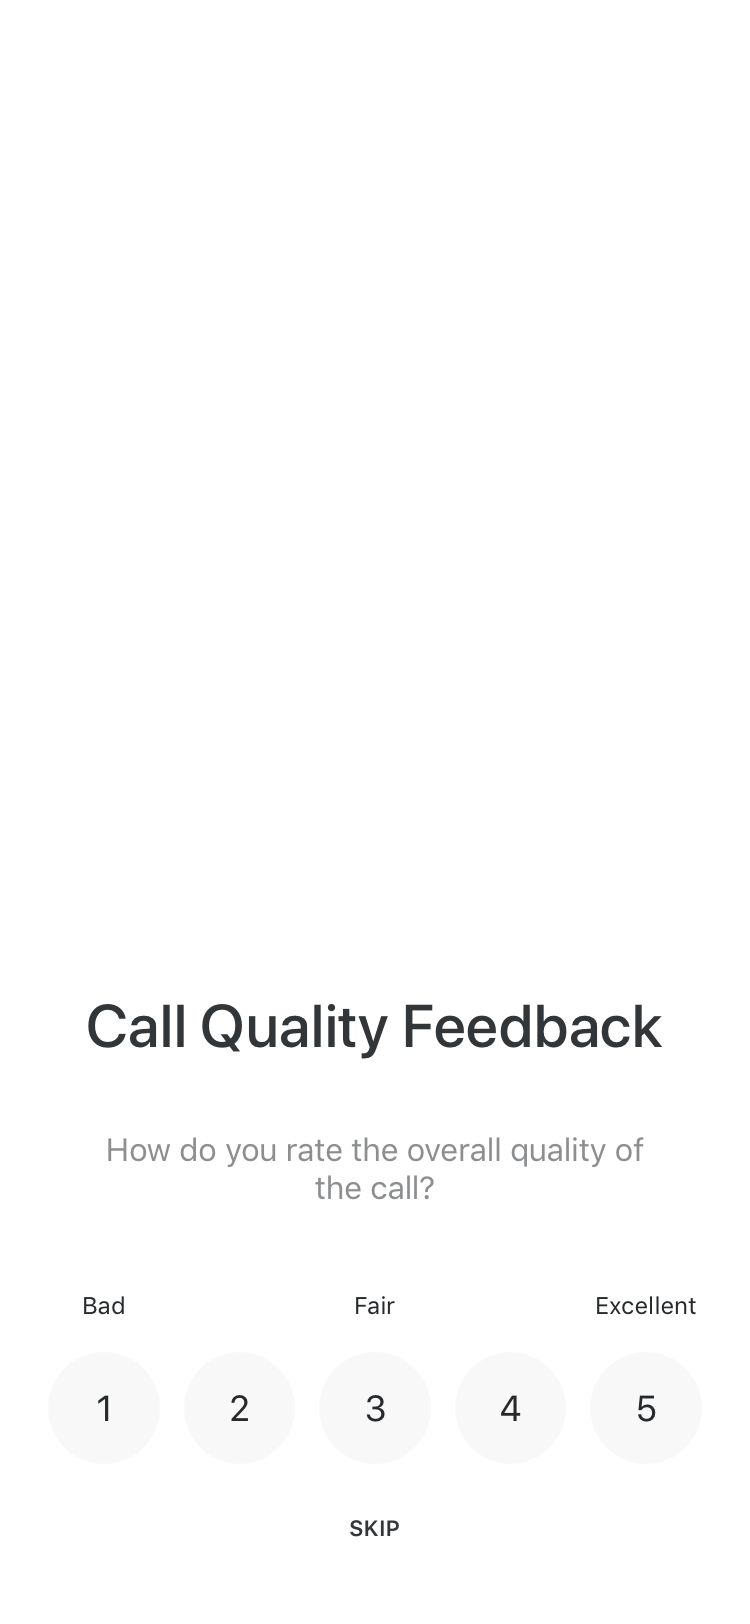 Call Quality Feedback
How do you rate the overall quality of
the call?
Bad Fair Excellent
1 2 3 4 5
SKIP